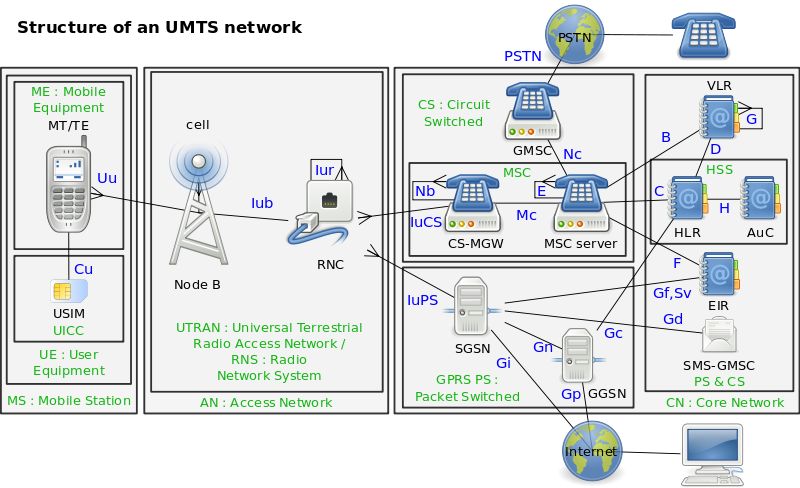 Structure of an UMTS network
PSTN
PSTN
ME : Mobile
Equipment
MT/TE
Uu
Cu
USIM
UICC
UE : User
Equipment
MS : Mobile Station
cell
Iub
Node B
Iur
RNC
UTRAN : Universal Terrestrial
Radio Access Network /
RNS : Radio
Network System
AN : Access Network
CS : Circuit
Switched
GMSC
Nc
MSC
Nb
E
IuCS
Mc
CS-MGW
MSC server
VLR
G
B
D
HSS
C
H
HLR
AuC
F
EIR
Gf,Sv
Gd
SMS-GMSC
PS & CS
IuPS
SGSN
Gn
Gc
Gi
Gp
GGSN
GPRS PS :
Packet Switched
CN : Core Network
Internet